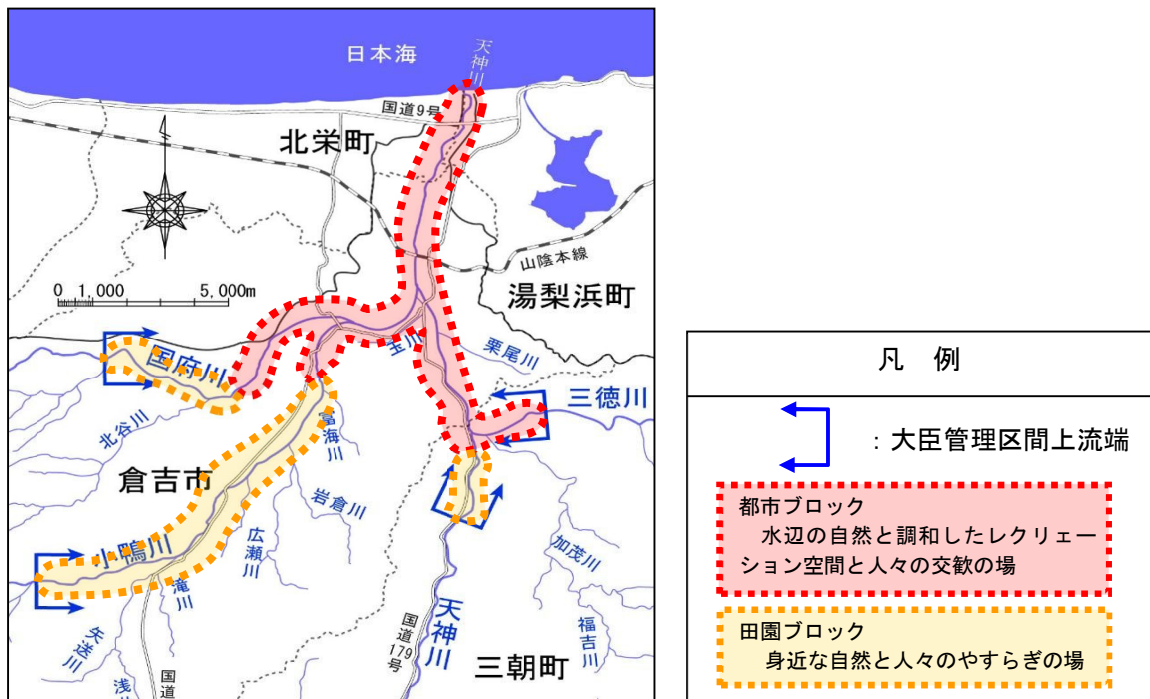 日本海
天神川
国道9号
北栄町
山陰本線
0 1,000 5,000m
湯梨浜町
国府川
玉川
栗尾川
三徳川
北谷川
富海川
倉吉市
岩倉川
小鴨川
広瀬川
加茂川
滝川
矢送川
国道179号
天神川
福吉川
三朝町
国道
凡 例
:大臣管理区間上流端
都市ブロック
水辺の自然と調和したレクリエー
ション空間と人々の交歓の場
田園ブロック
身近な自然と人々のやすらぎの場